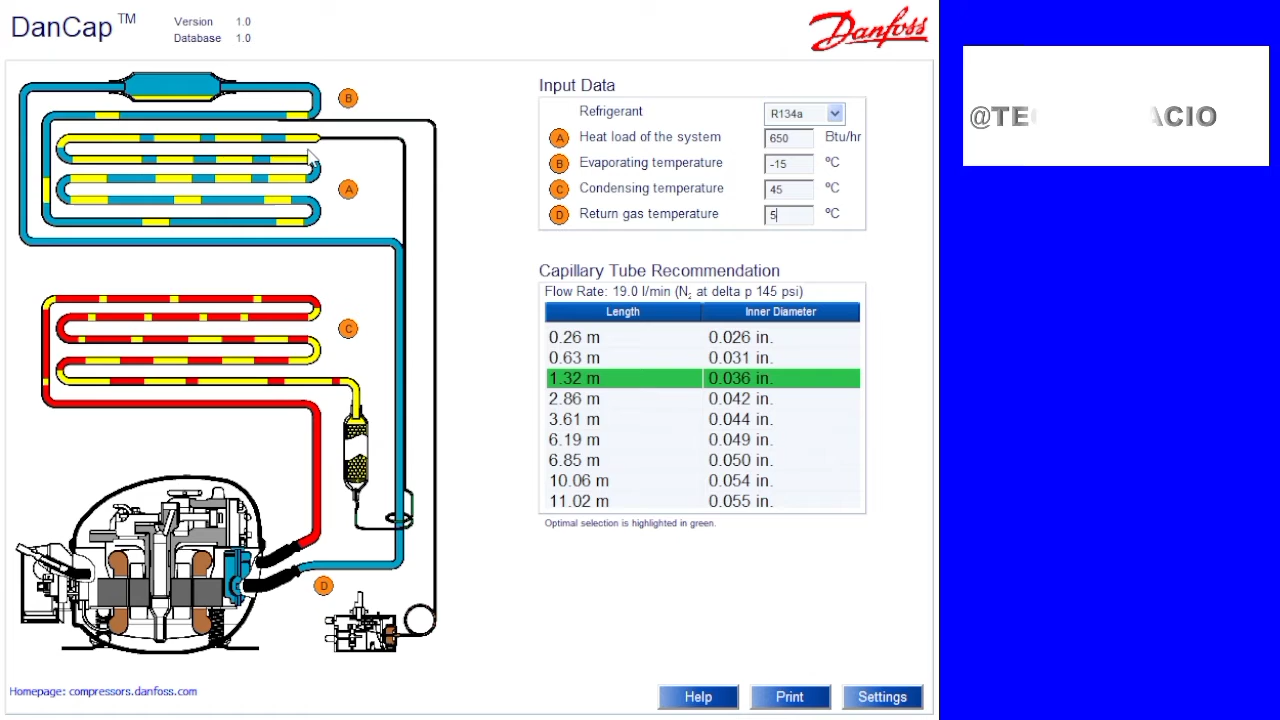 DanCap™
Version 1.0
Database 1.0
Danfoss
B
A
C
D
Input Data
Refrigerant R134a
A Heat load of the system 650 Btu/hr
B Evaporating temperature -15 ºC
C Condensing temperature 45 ºC
D Return gas temperature 5 ºC
Capillary Tube Recommendation
Flow Rate: 19.0 l/min (N₂ at delta p 145 psi)
Length Inner Diameter
0.26 m 0.026 in.
0.63 m 0.031 in.
1.32 m 0.036 in.
2.86 m 0.042 in.
3.61 m 0.044 in.
6.19 m 0.049 in.
6.85 m 0.050 in.
10.06 m 0.054 in.
11.02 m 0.055 in.
Optimal selection is highlighted in green.
Homepage: compressors.danfoss.com
Help Print Settings